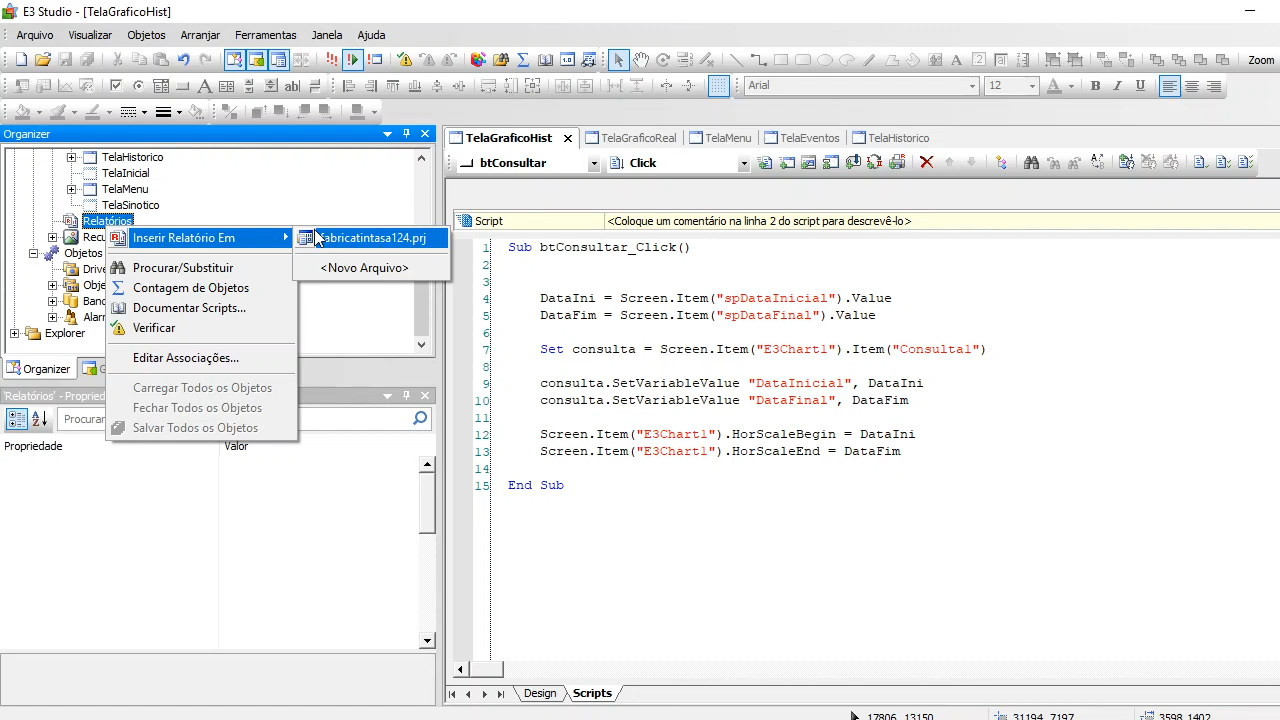 E3 Studio - [TelaGraficoHist]
Arquivo Visualizar Objetos Arranjar Ferramentas Janela Ajuda
Zoom
Arial 12
Organizer
TelaHistorico
TelaInicial
TelaMenu
TelaSinotico
Relatórios
Objetos
Explorer
Organizer
Inserir Relatório Em
Procurar/Substituir
Contagem de Objetos
Documentar Scripts...
Verificar
Editar Associações...
Carregar Todos os Objetos
Fechar Todos os Objetos
Salvar Todos os Objetos
fabricatintasa124.prj
<Novo Arquivo>
Propriedade Valor
TelaGraficoHist TelaGraficoReal TelaMenu TelaEventos TelaHistorico
btConsultar Click
Script <Coloque um comentário na linha 2 do script para descrevê-lo>
1 Sub btConsultar_Click()
2
3
4 DataIni = Screen.Item("spDataInicial").Value
5 DataFim = Screen.Item("spDataFinal").Value
6
7 Set consulta = Screen.Item("E3Chart1").Item("Consulta1")
8
9 consulta.SetVariableValue "DataInicial", DataIni
10 consulta.SetVariableValue "DataFinal", DataFim
11
12 Screen.Item("E3Chart1").HorScaleBegin = DataIni
13 Screen.Item("E3Chart1").HorScaleEnd = DataFim
14
15 End Sub
Design Scripts
17806, 13150 31194, 7197 3598, 1402